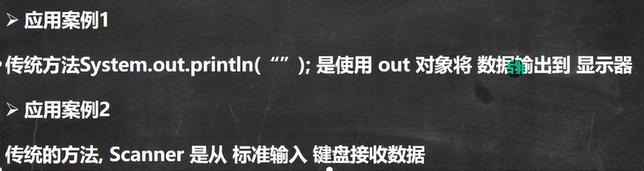 ➢ 应用案例1
传统方法System.out.println(“”); 是使用 out 对象将 数据输出到 显示器
➢ 应用案例2
传统的方法, Scanner 是从 标准输入 键盘接收数据